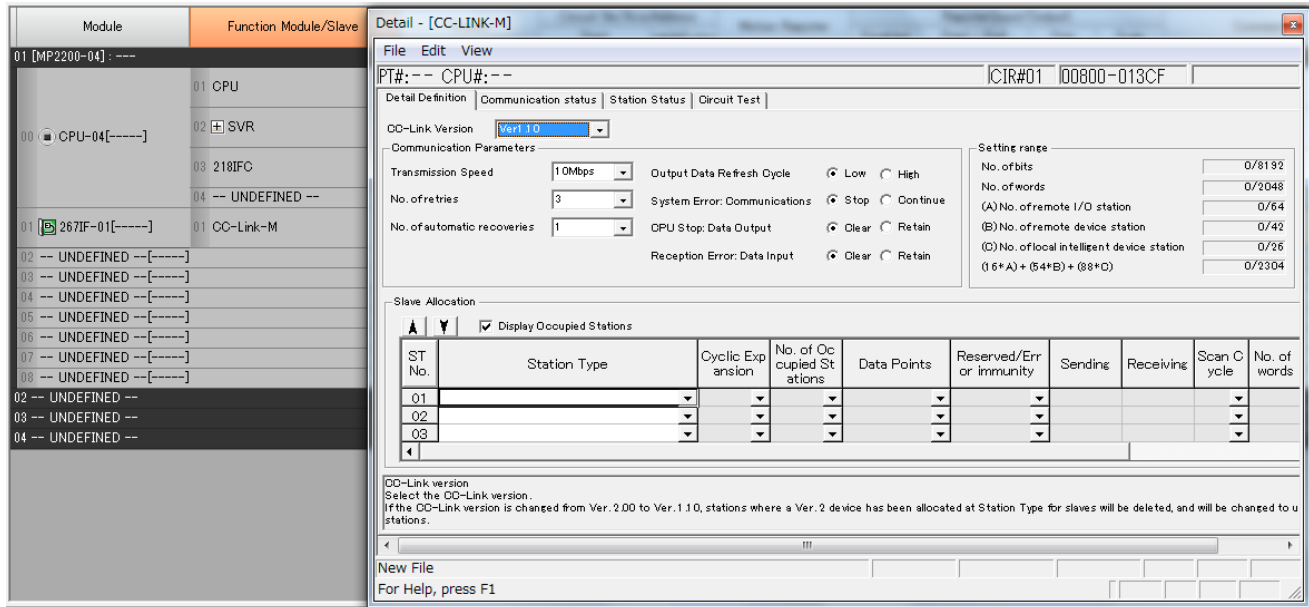 Module Function Module/Slave
01 [MP2200-04] : ---
00 CPU-04[-----]
01 CPU
02 SVR
03 218IFC
04 -- UNDEFINED --
01 267IF-01[-----] 01 CC-Link-M
02 -- UNDEFINED --[-----]
03 -- UNDEFINED --[-----]
04 -- UNDEFINED --[-----]
05 -- UNDEFINED --[-----]
06 -- UNDEFINED --[-----]
07 -- UNDEFINED --[-----]
08 -- UNDEFINED --[-----]
02 -- UNDEFINED --
03 -- UNDEFINED --
04 -- UNDEFINED --
Detail - [CC-LINK-M]
File Edit View
PT#:-- CPU#:-- CIR#01 00800-013CF
Detail Definition Communication status Station Status Circuit Test
CC-Link Version Ver1.10
Communication Parameters
Transmission Speed 10Mbps
No. of retries 3
No. of automatic recoveries 1
Output Data Refresh Cycle Low High
System Error: Communications Stop Continue
CPU Stop: Data Output Clear Retain
Reception Error: Data Input Clear Retain
Setting range
No. of bits 0/8192
No. of words 0/2048
(A) No. of remote I/O station 0/64
(B) No. of remote device station 0/42
(C) No. of local intelligent device station 0/26
(16*A) + (54*B) + (88*C) 0/2304
Slave Allocation
Display Occupied Stations
ST No. Station Type Cyclic Exp ansion No. of Oc cupied St ations Data Points Reserved/Err or immunity Sending Receiving Scan C ycle No. of words
01
02
03
CC-Link version
Select the CC-Link version.
If the CC-Link version is changed from Ver. 2.00 to Ver. 1.10, stations where a Ver. 2 device has been allocated at Station Type for slaves will be deleted, and will be changed to u
stations.
New File
For Help, press F1